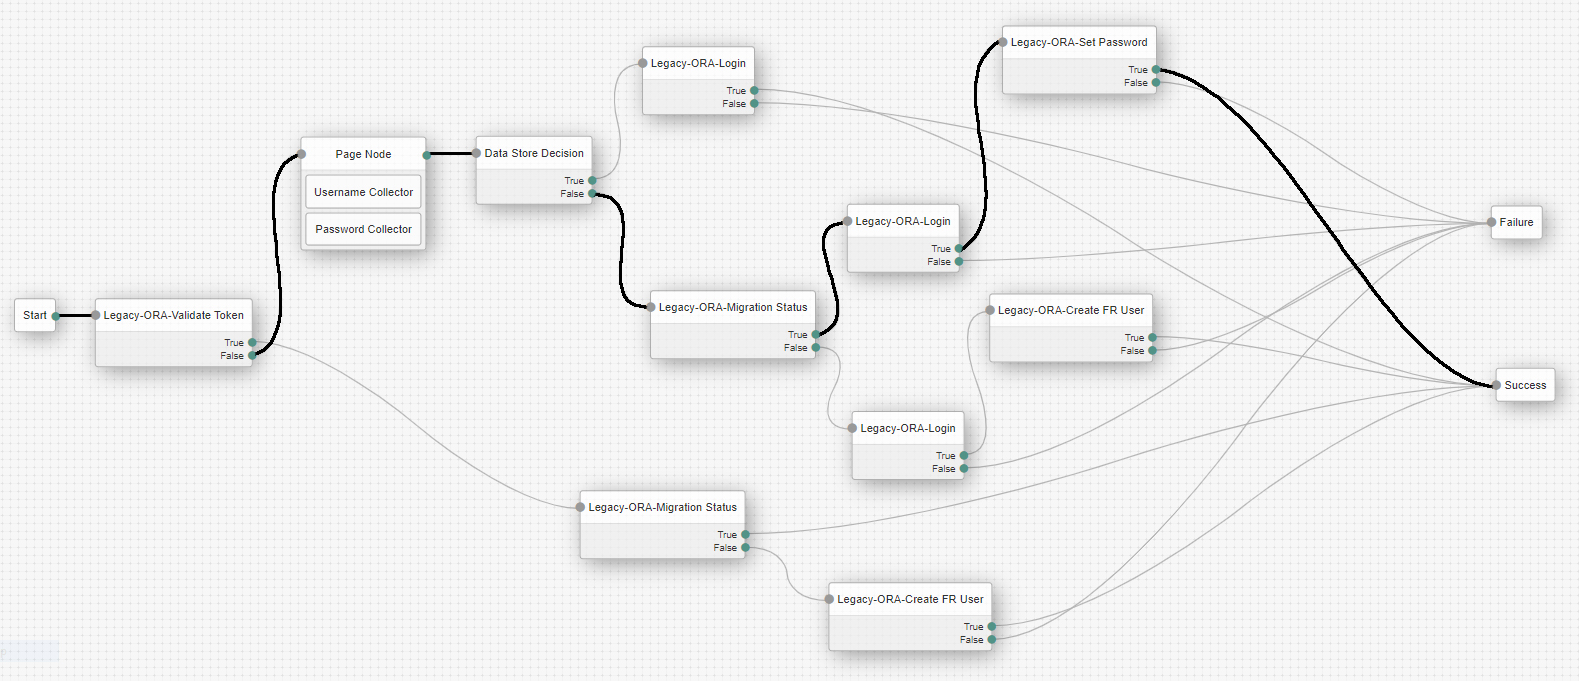 Start
Legacy-ORA-Validate Token
True
False
Page Node
Username Collector
Password Collector
Data Store Decision
True
False
Legacy-ORA-Login
True
False
Legacy-ORA-Migration Status
True
False
Legacy-ORA-Login
True
False
Legacy-ORA-Set Password
True
False
Legacy-ORA-Create FR User
True
False
Legacy-ORA-Login
True
False
Legacy-ORA-Migration Status
True
False
Legacy-ORA-Create FR User
True
False
Failure
Success